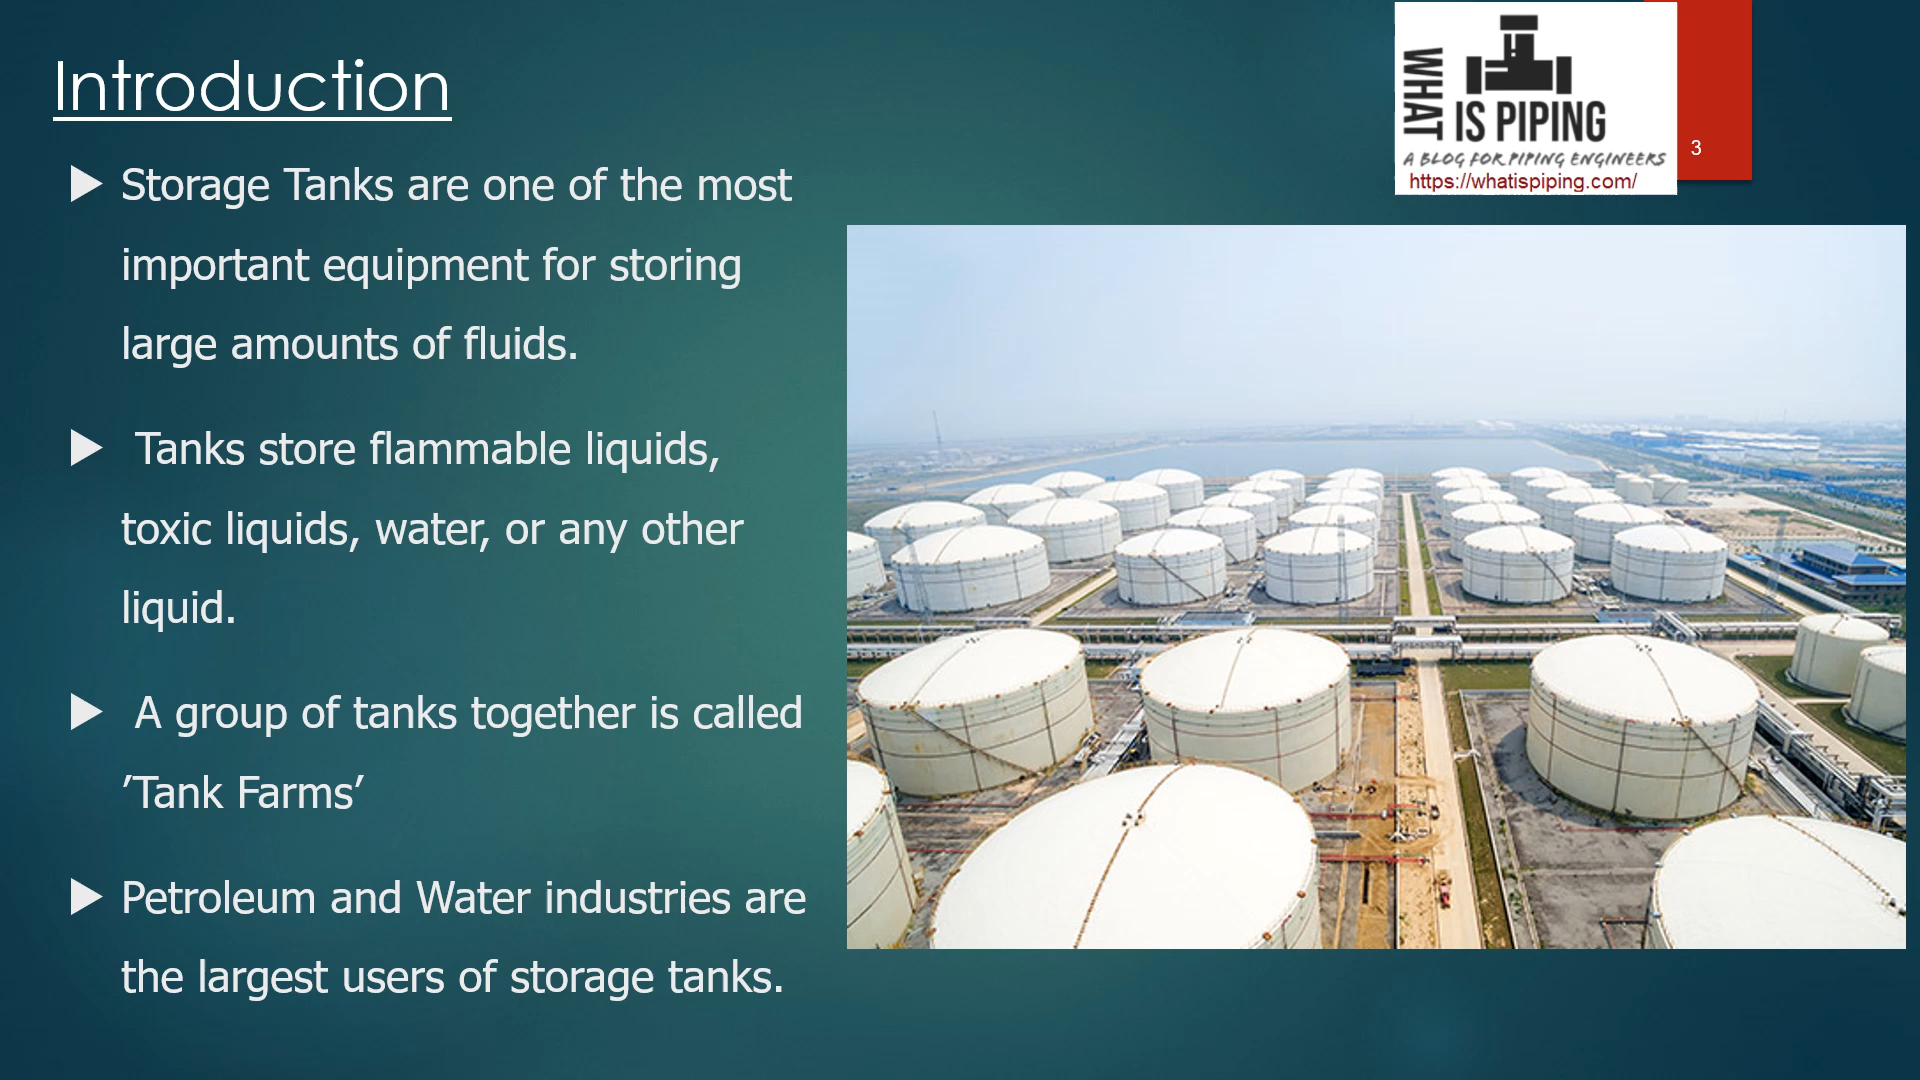 Introduction
WHAT
IS PIPING
A BLOG FOR PIPING ENGINEERS
https://whatispiping.com/
3
Storage Tanks are one of the most
important equipment for storing
large amounts of fluids.
Tanks store flammable liquids,
toxic liquids, water, or any other
liquid.
A group of tanks together is called
’Tank Farms’
Petroleum and Water industries are
the largest users of storage tanks.